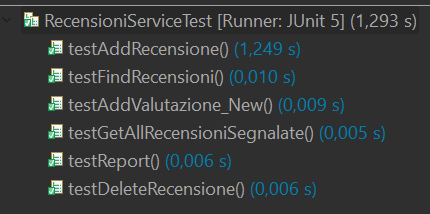 RecensioniServiceTest [Runner: JUnit 5] (1,293 s)
testAddRecensione() (1,249 s)
testFindRecensioni() (0,010 s)
testAddValutazione_New() (0,009 s)
testGetAllRecensioniSegnalate() (0,005 s)
testReport() (0,006 s)
testDeleteRecensione() (0,006 s)